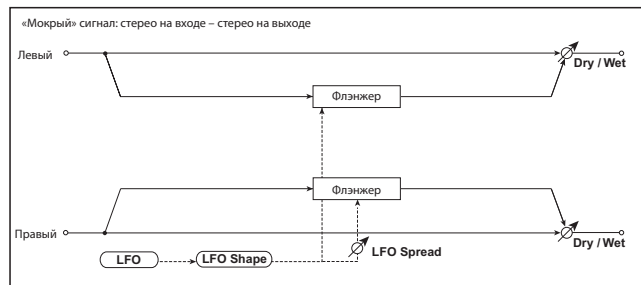 «Мокрый» сигнал: стерео на входе – стерео на выходе
Левый
Dry / Wet
Флэнжер
Флэнжер
Правый
LFO
LFO Shape
LFO Spread
Dry / Wet